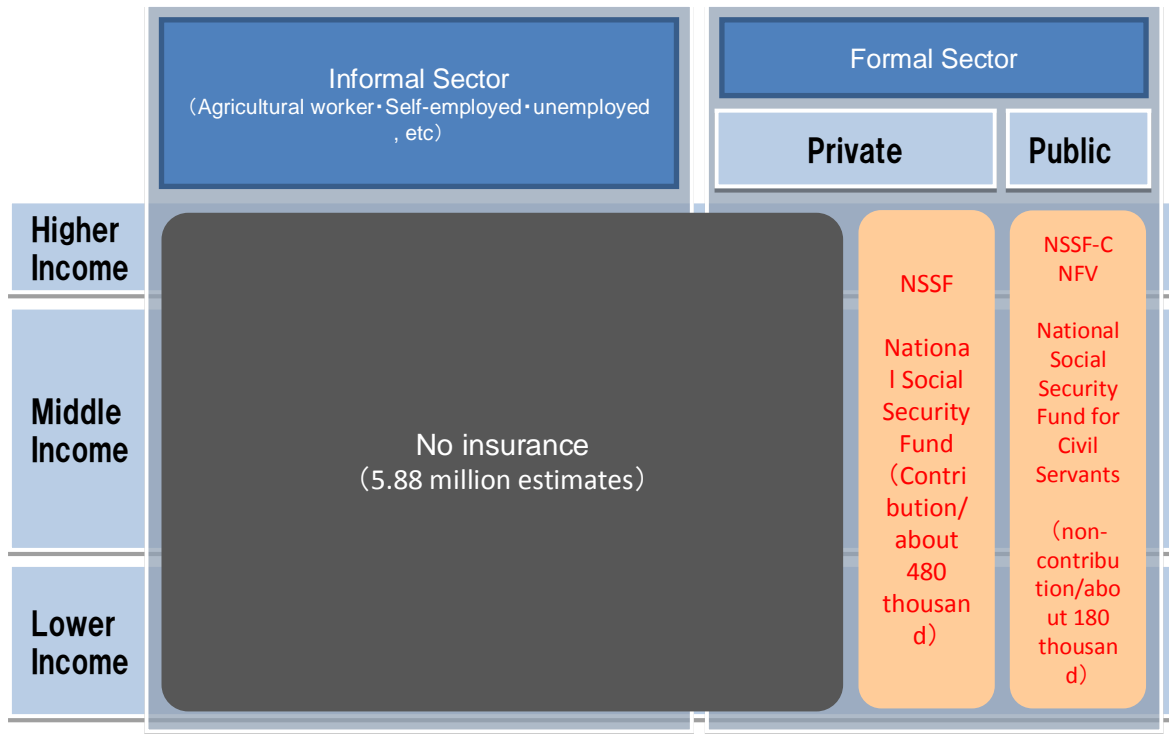 Informal Sector
（Agricultural worker・Self-employed・unemployed
, etc）
Formal Sector
Private
Public
Higher
Income
Middle
Income
Lower
Income
No insurance
（5.88 million estimates）
NSSF
Nationa
l Social
Security
Fund
（Contri
bution/
about
480
thousan
d）
NSSF-C
NFV
National
Social
Security
Fund for
Civil
Servants
（non-
contribu
tion/abo
ut 180
thousan
d）